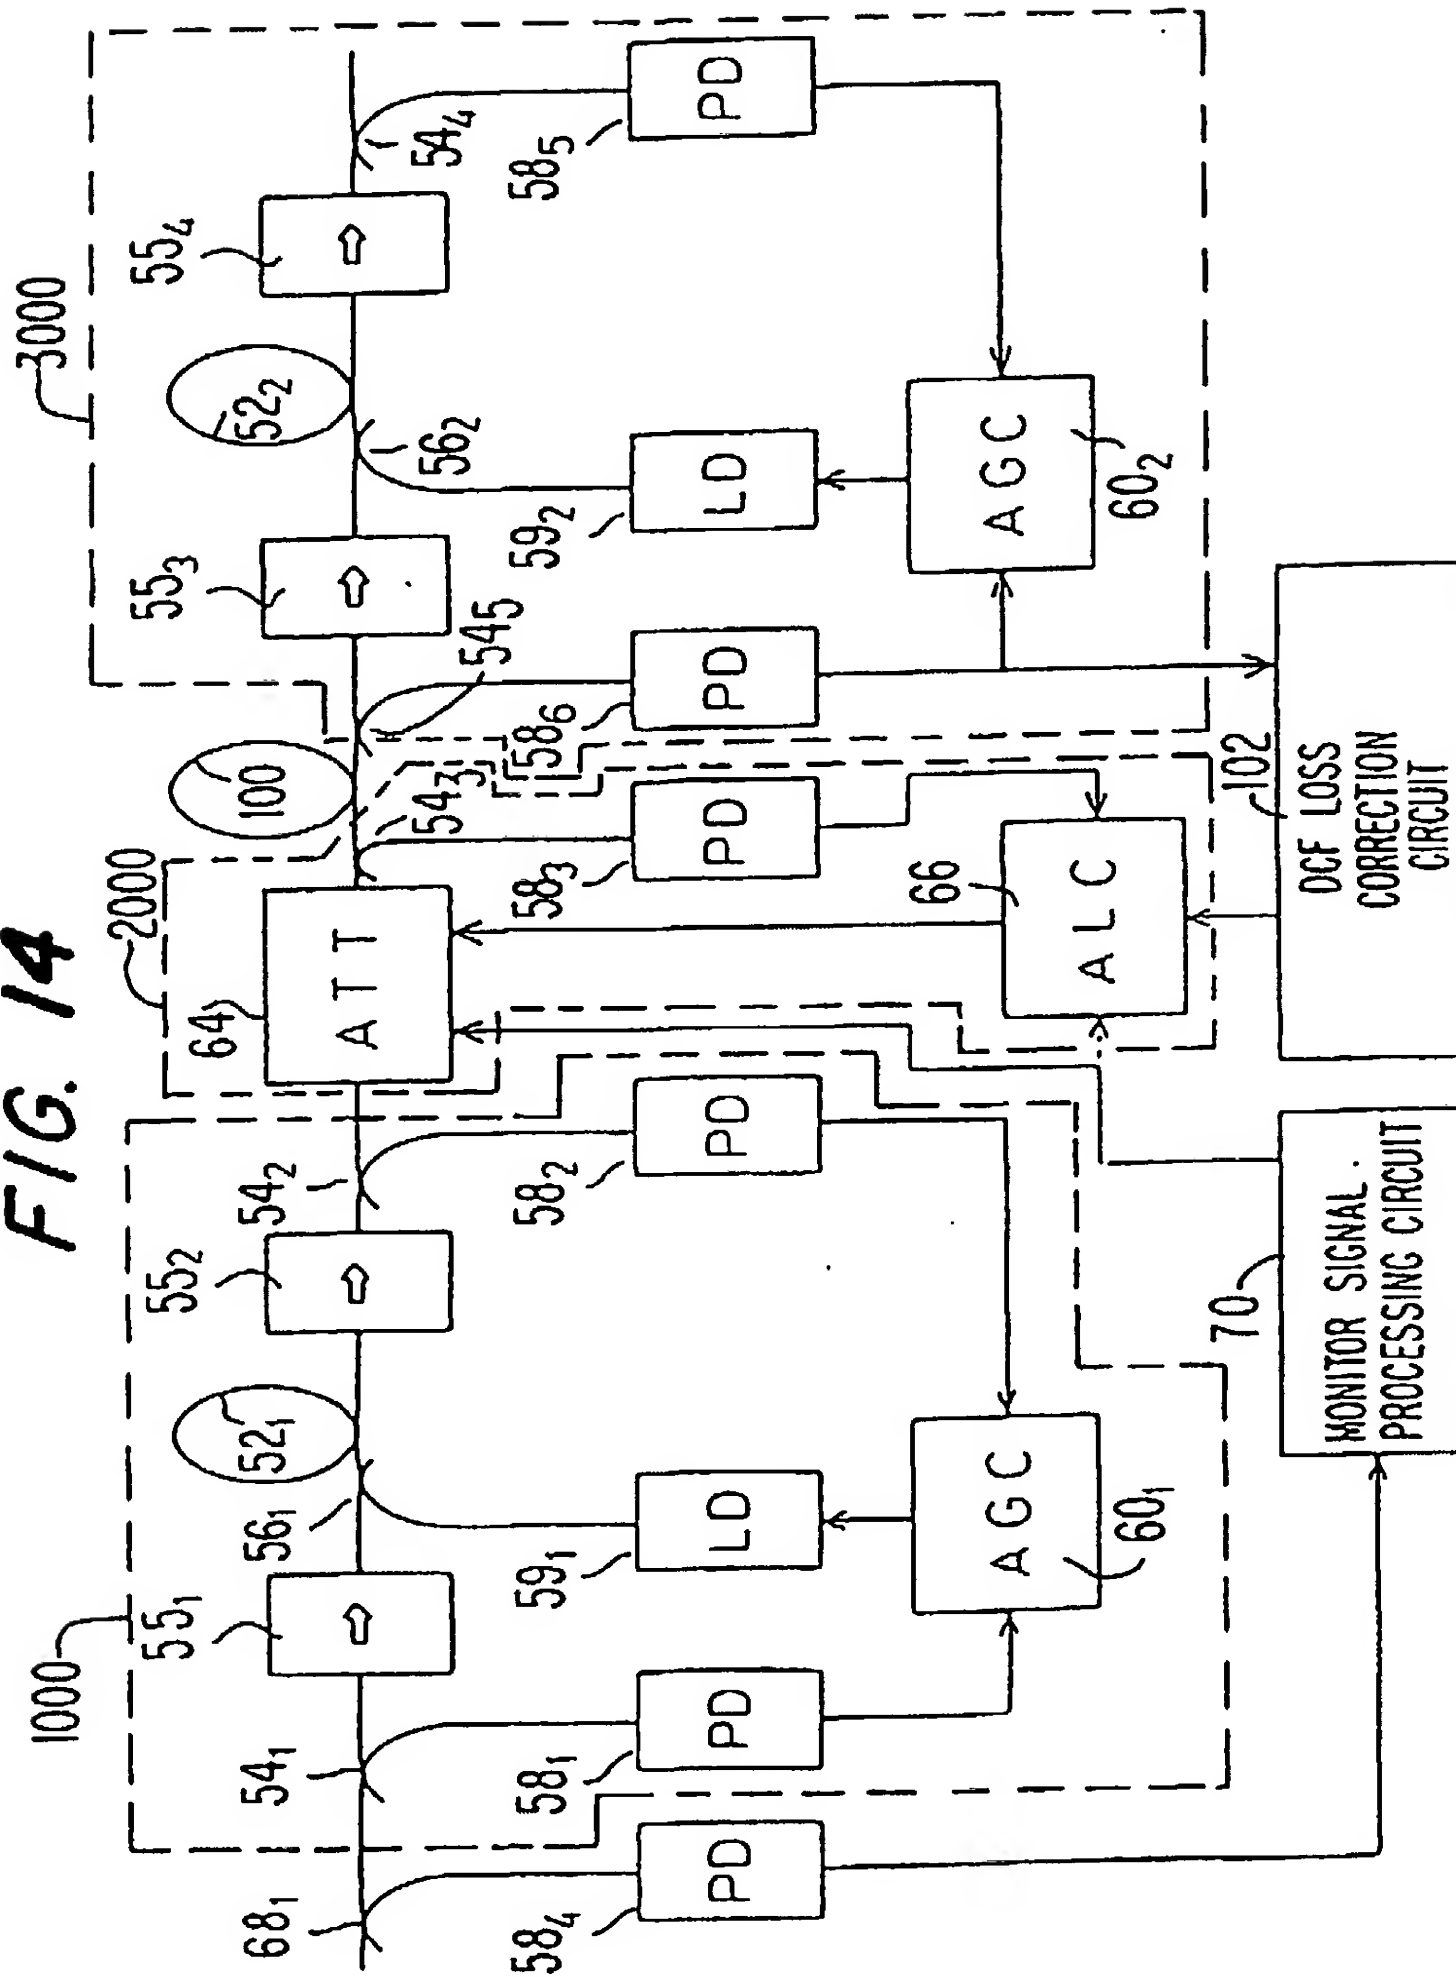 FIG. 14
1000
2000
3000
68₁
54₁
55₁
56₁
52₁
55₂
54₂
64
ATT
54₃
100
54₅
55₃
56₂
52₂
55₄
54₄
58₄
PD
58₁
PD
59₁
LD
58₂
PD
58₃
PD
58₆
PD
59₂
LD
58₅
PD
AGC
60₁
66
ALC
AGC
60₂
70
MONITOR SIGNAL
PROCESSING CIRCUIT
102
DCF LOSS
CORRECTION
CIRCUIT